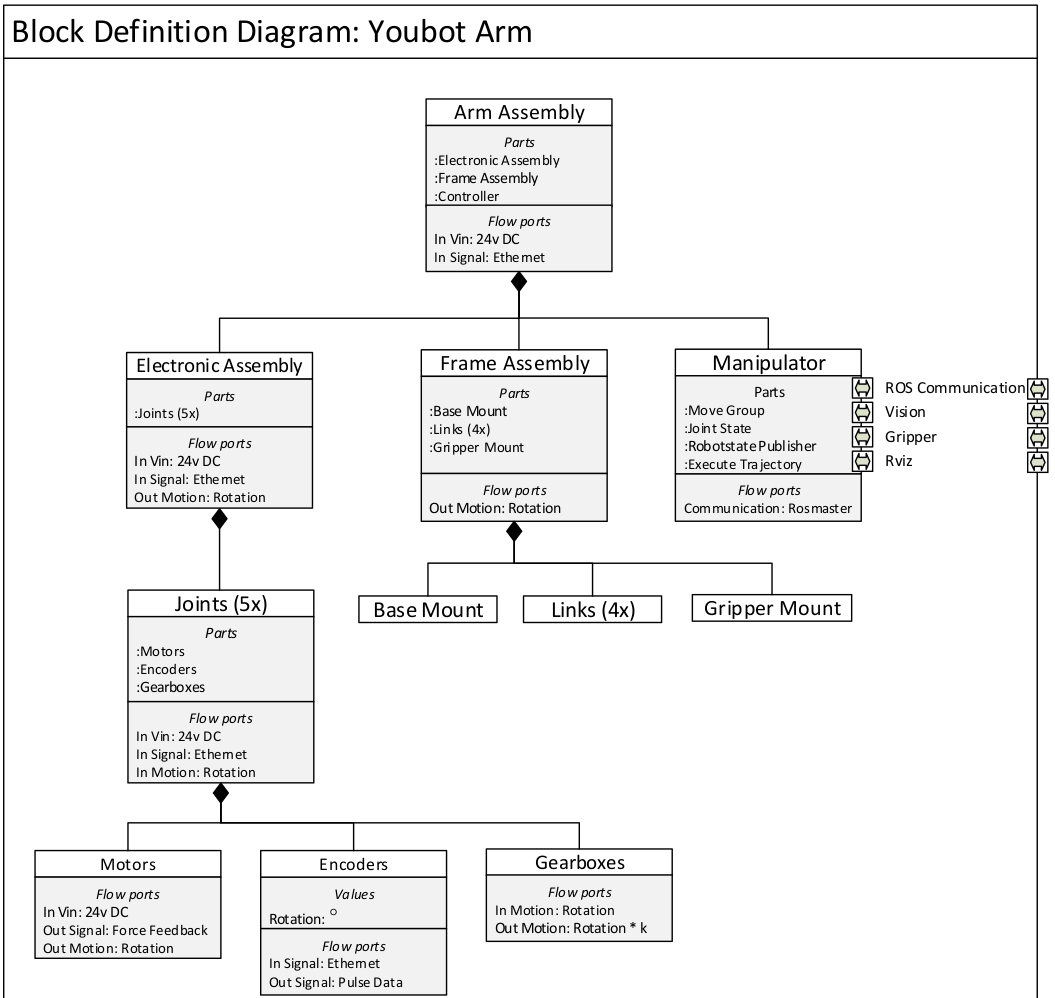 Block Definition Diagram: Youbot Arm
Arm Assembly
Parts
:Electronic Assembly
:Frame Assembly
:Controller
Flow ports
In Vin: 24v DC
In Signal: Ethernet
Electronic Assembly
Parts
:Joints (5x)
Flow ports
In Vin: 24v DC
In Signal: Ethernet
Out Motion: Rotation
Frame Assembly
Parts
:Base Mount
:Links (4x)
:Gripper Mount
Flow ports
Out Motion: Rotation
Manipulator
Parts
:Move Group
:Joint State
:Robotstate Publisher
:Execute Trajectory
Flow ports
Communication: Rosmaster
ROS Communication
Vision
Gripper
Rviz
Joints (5x)
Parts
:Motors
:Encoders
:Gearboxes
Flow ports
In Vin: 24v DC
In Signal: Ethernet
In Motion: Rotation
Base Mount
Links (4x)
Gripper Mount
Motors
Flow ports
In Vin: 24v DC
Out Signal: Force Feedback
Out Motion: Rotation
Encoders
Values
Rotation: °
Flow ports
In Signal: Ethernet
Out Signal: Pulse Data
Gearboxes
Flow ports
In Motion: Rotation
Out Motion: Rotation * k